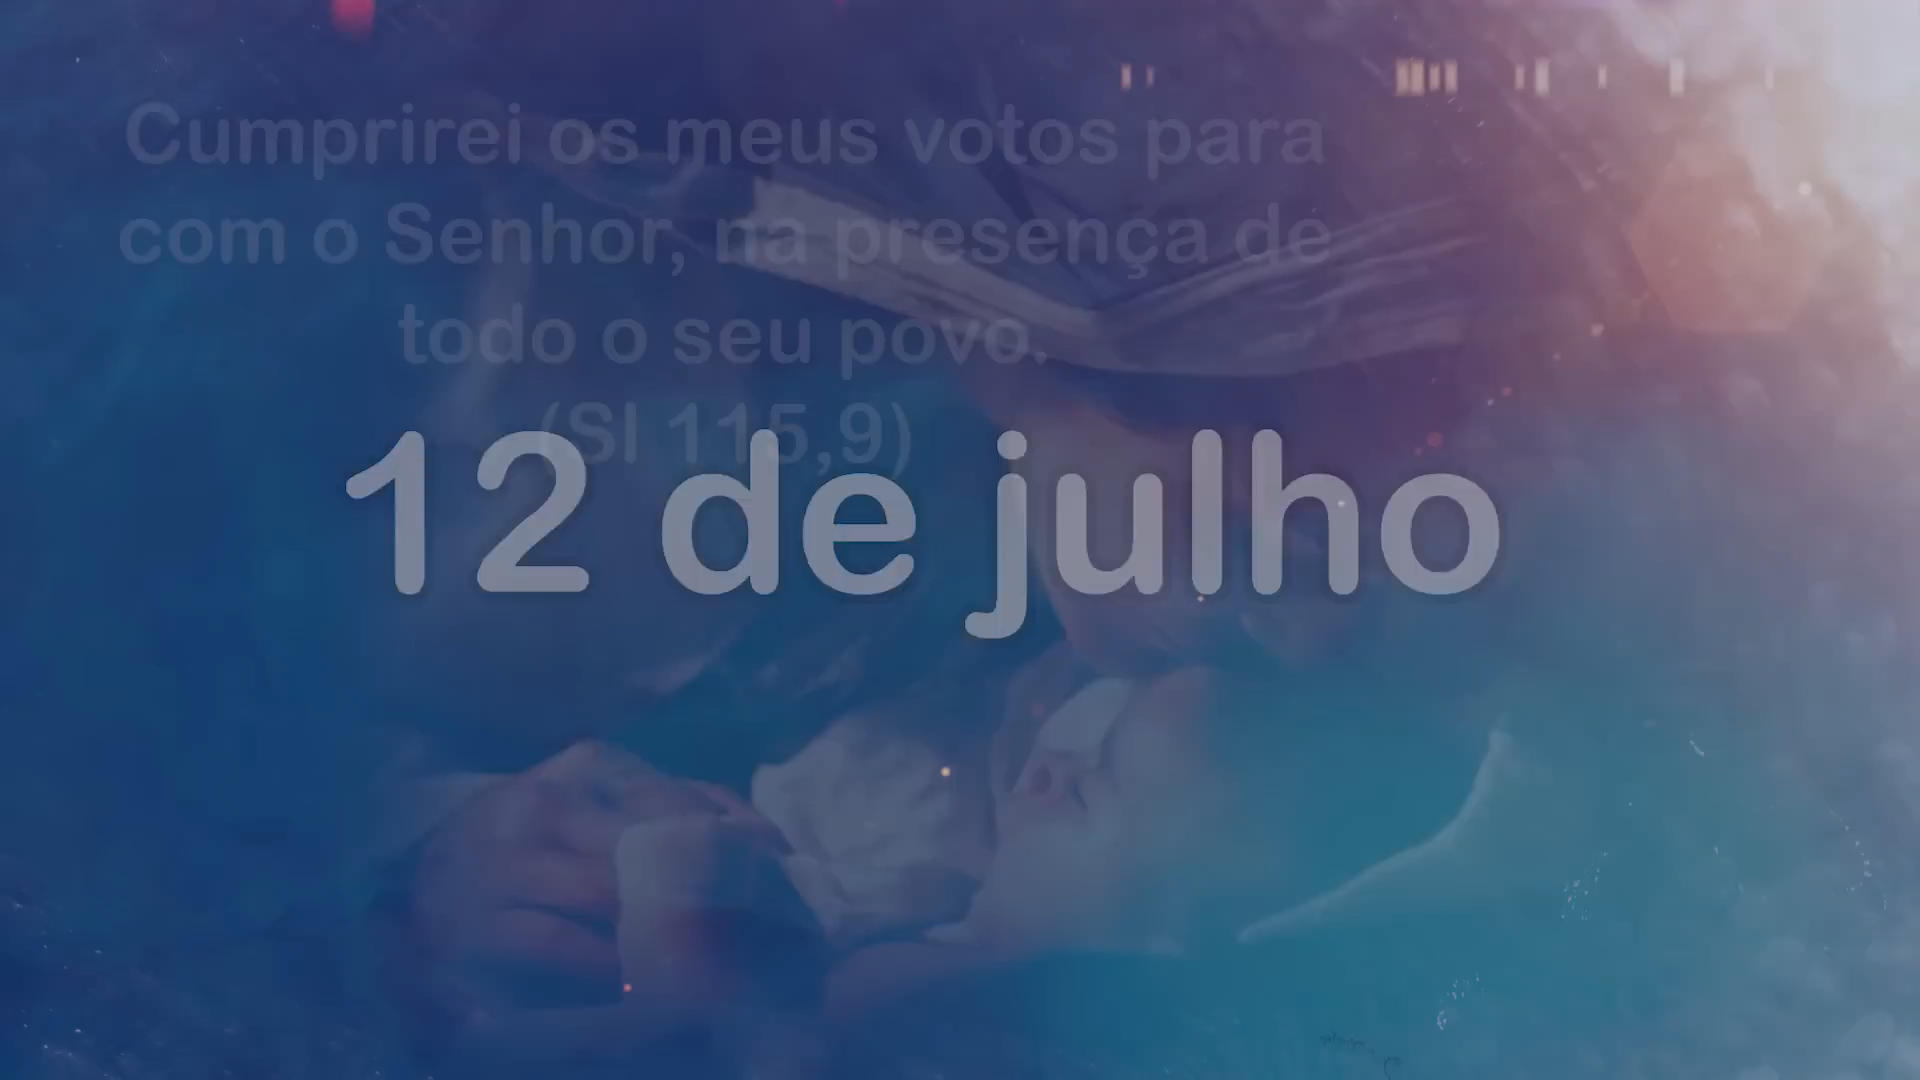 Cumprirei os meus votos para
com o Senhor, na presença de
todo o seu povo.
(Sl 115,9)
12 de julho